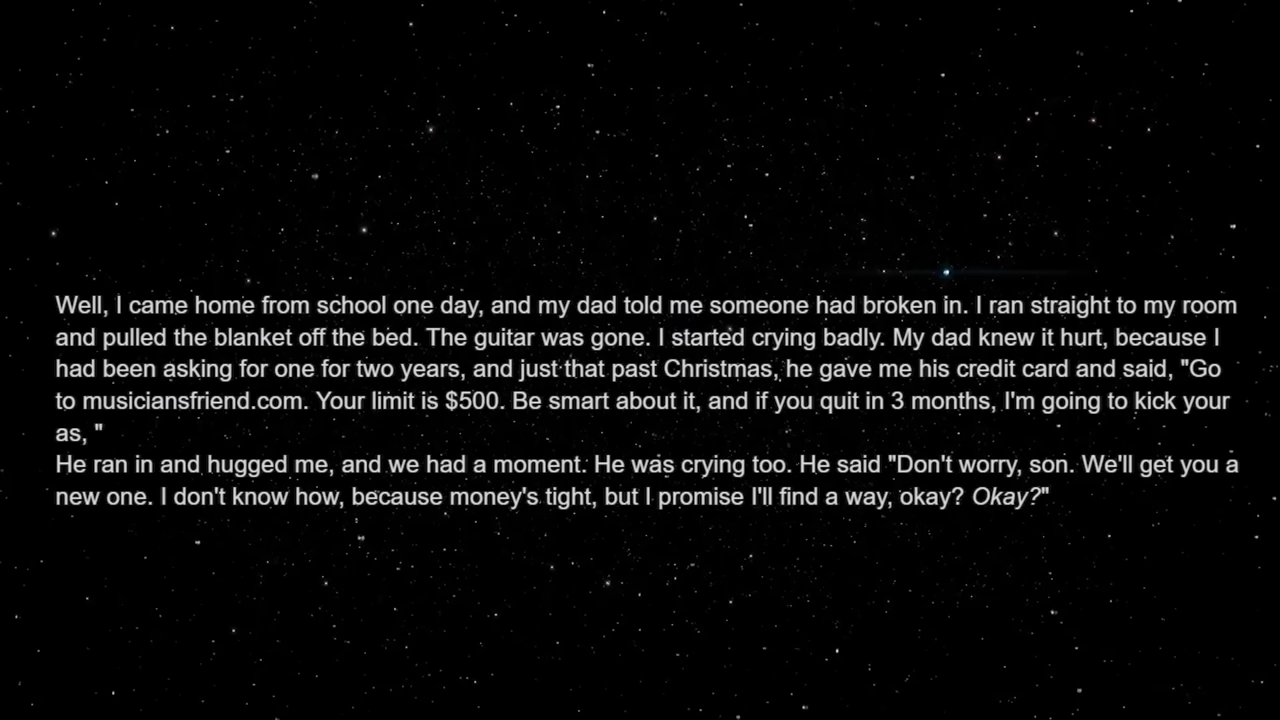 Well, I came home from school one day, and my dad told me someone had broken in. I ran straight to my room
and pulled the blanket off the bed. The guitar was gone. I started crying badly. My dad knew it hurt, because I
had been asking for one for two years, and just that past Christmas, he gave me his credit card and said, "Go
to musiciansfriend.com. Your limit is $500. Be smart about it, and if you quit in 3 months, I'm going to kick your
as, "
He ran in and hugged me, and we had a moment. He was crying too. He said "Don't worry, son. We'll get you a
new one. I don't know how, because money's tight, but I promise I'll find a way, okay? Okay?"